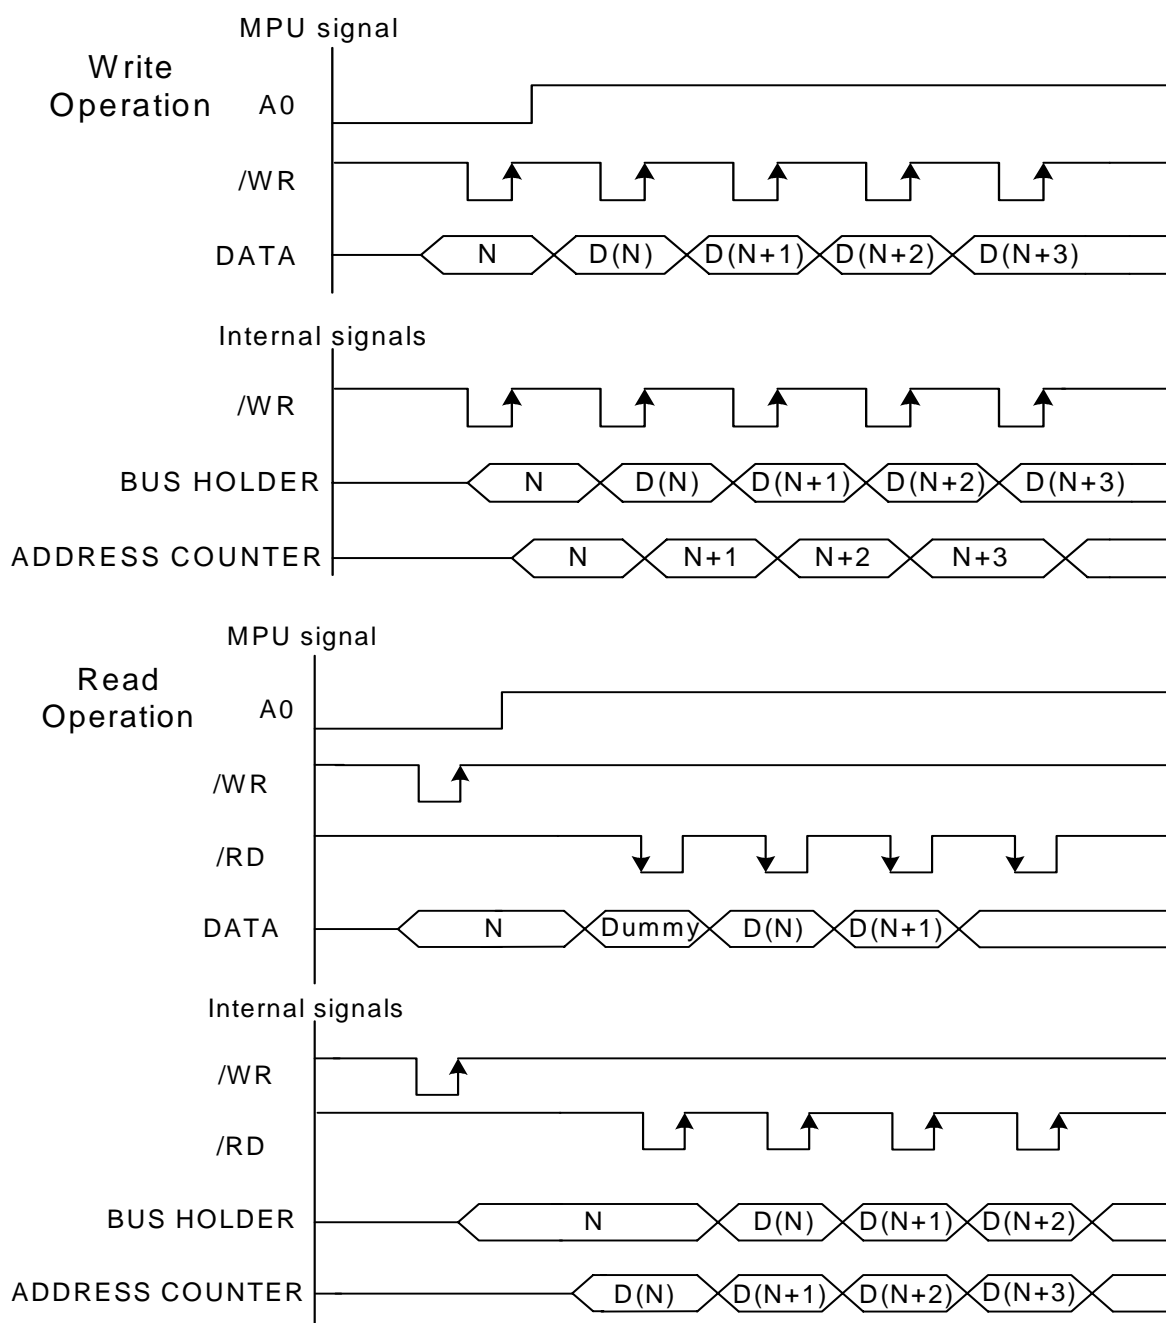 MPU signal
Write
Operation
A0
/WR
DATA N D(N) D(N+1) D(N+2) D(N+3)
Internal signals
/WR
BUS HOLDER N D(N) D(N+1) D(N+2) D(N+3)
ADDRESS COUNTER N N+1 N+2 N+3
MPU signal
Read
Operation
A0
/WR
/RD
DATA N Dummy D(N) D(N+1)
Internal signals
/WR
/RD
BUS HOLDER N D(N) D(N+1) D(N+2)
ADDRESS COUNTER D(N) D(N+1) D(N+2) D(N+3)